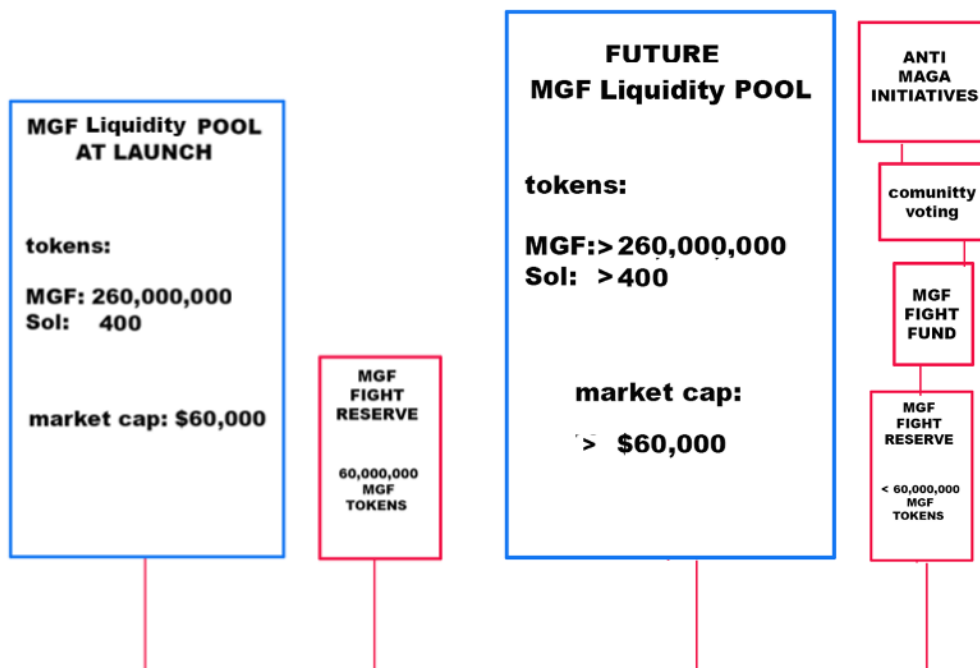 MGF Liquidity POOL
AT LAUNCH
tokens:
MGF: 260,000,000
Sol: 400
market cap: $60,000
MGF
FIGHT
RESERVE
60,000,000
MGF
TOKENS
FUTURE
MGF Liquidity POOL
tokens:
MGF:> 260,000,000
Sol: > 400
market cap:
> $60,000
ANTI
MAGA
INITIATIVES
comunitty
voting
MGF
FIGHT
FUND
MGF
FIGHT
RESERVE
< 60,000,000
MGF
TOKENS